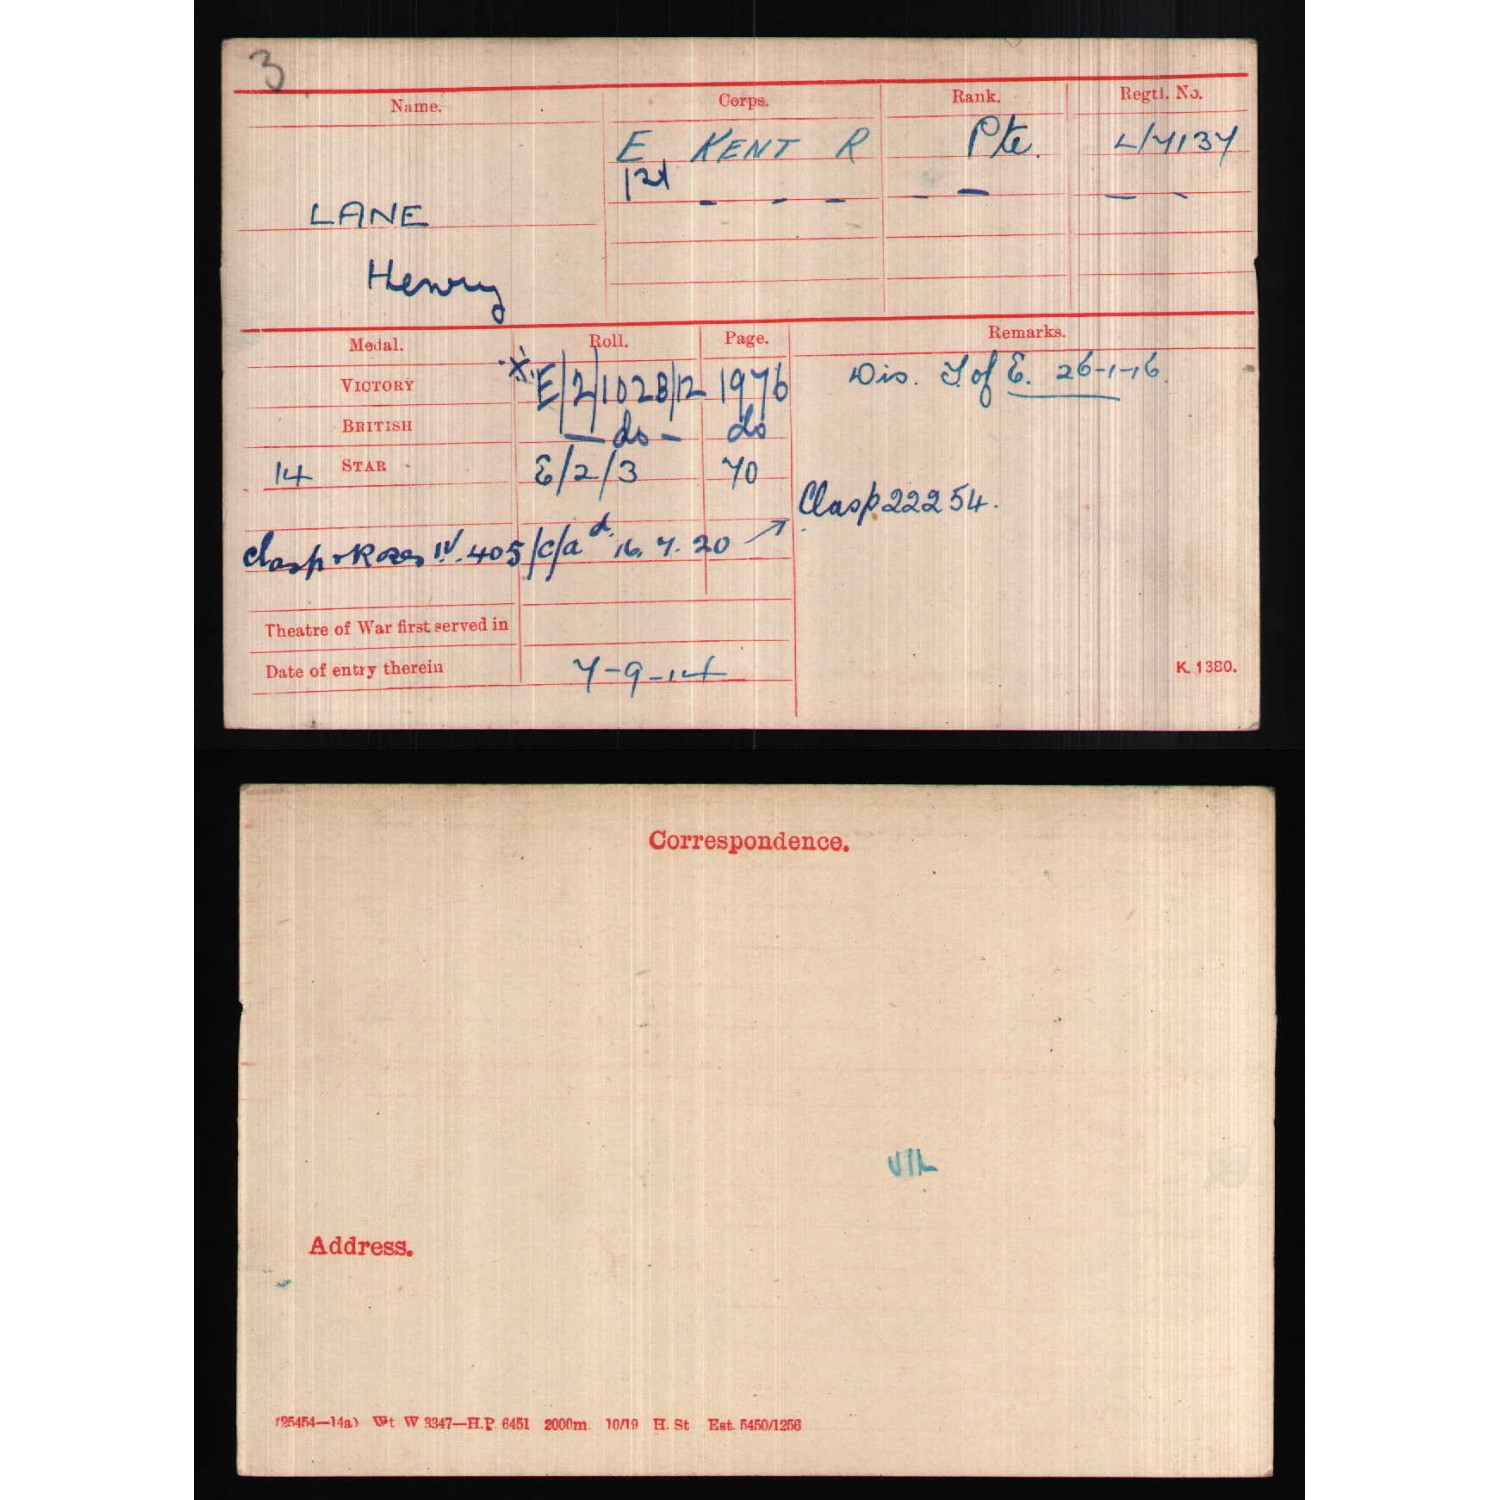 3
Name. Corps. Rank. Regtl. No.
E KENT R Pte. L/7137
1st - - - - - - -
LANE
Henry
Medal. Roll. Page. Remarks.
VICTORY E/2/102B/12 1976 Dis. T. of E. 26-1-16.
BRITISH - do - do
14 STAR E/2/3 70
Clasp 22254.
Clasp & Roses IV. 405/C/a d. 16.7.20
Theatre of War first served in
Date of entry therein 7-9-14
K. 1380.
Correspondence.
Address.
(25454—14a) Wt W 3347—H.P. 6451 2000m. 10/19 H. St Est. 5450/1256